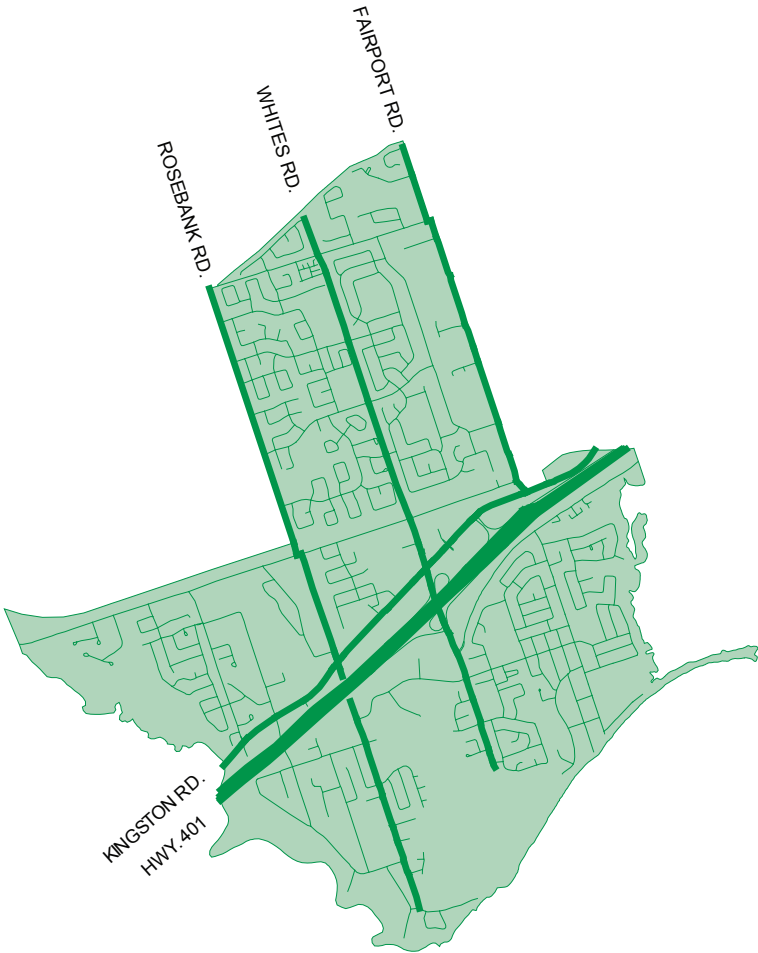 FAIRPORT RD.
WHITES RD.
ROSEBANK RD.
KINGSTON RD.
HWY. 401